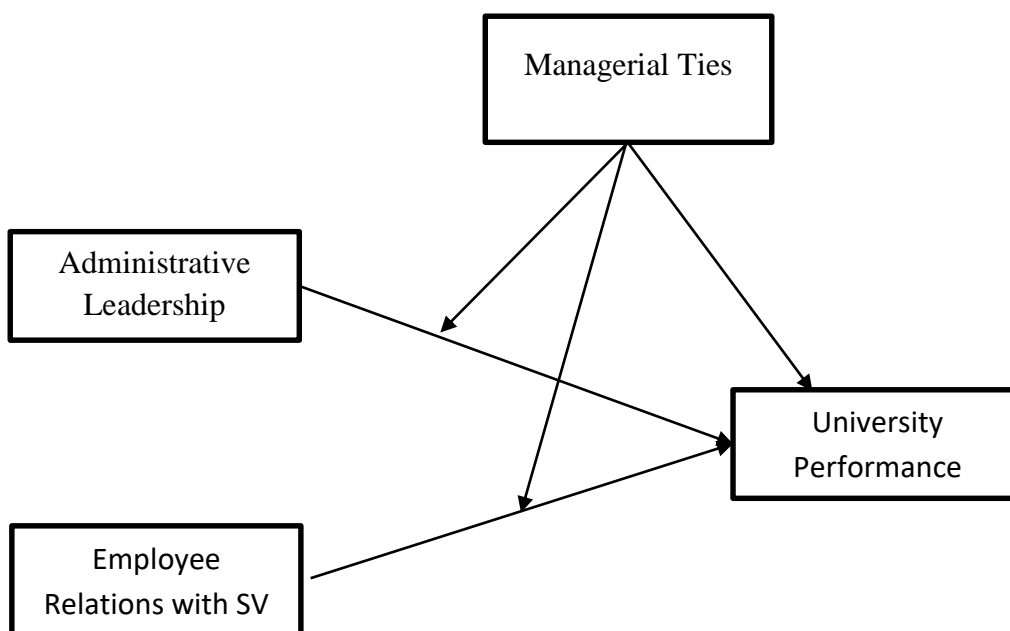 Managerial Ties
Administrative
Leadership
University
Performance
Employee
Relations with SV